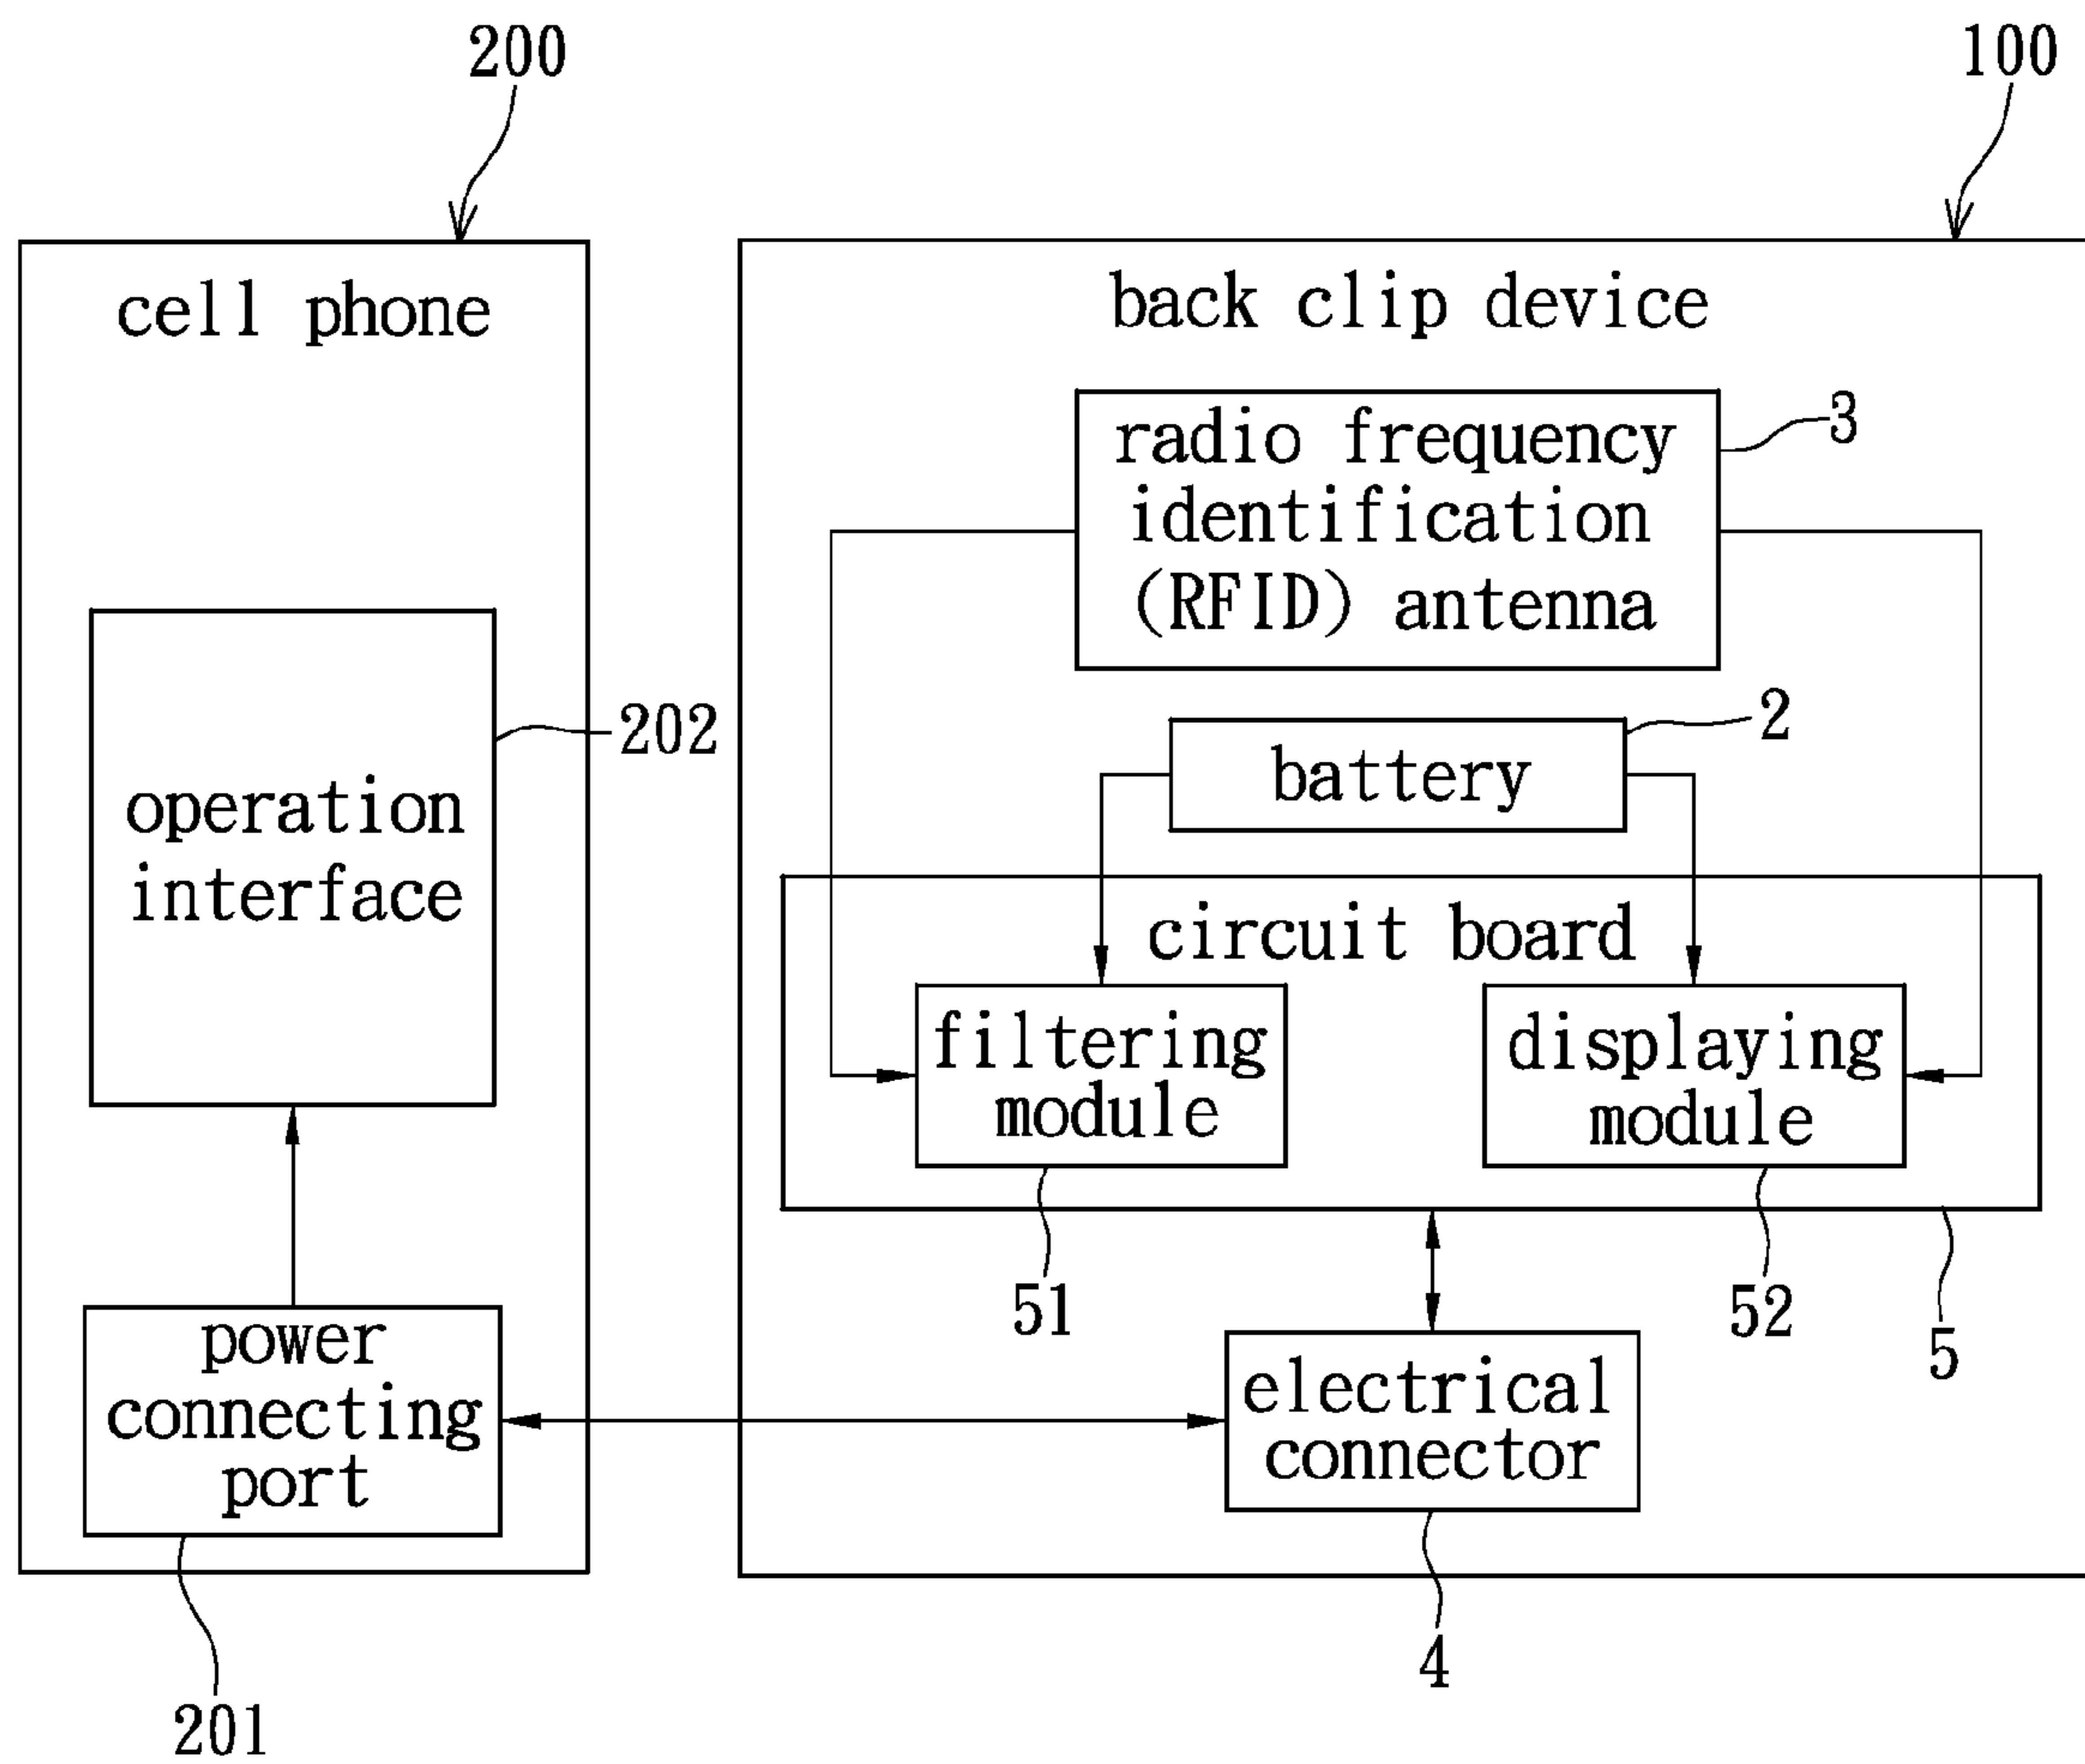 200
100
cell phone
back clip device
radio frequency
identification
(RFID) antenna
3
battery
2
operation
interface
202
circuit board
filtering
module
displaying
module
51
52
5
power
connecting
port
electrical
connector
4
201